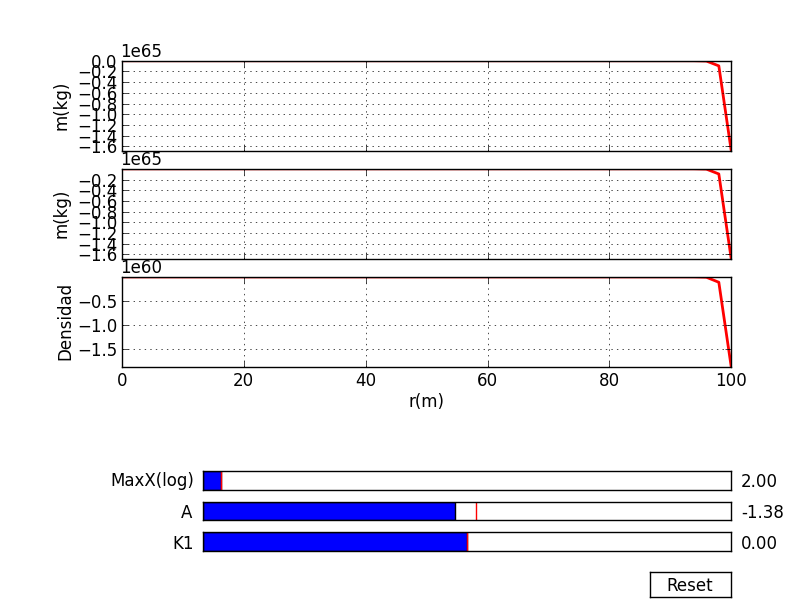 1e65
0.0
−0.2
−0.4
−0.6
−0.8
−1.0
−1.2
−1.4
−1.6
m(kg)
1e65
−0.2
−0.4
−0.6
−0.8
−1.0
−1.2
−1.4
−1.6
m(kg)
1e60
−0.5
−1.0
−1.5
Densidad
0 20 40 60 80 100
r(m)
MaxX(log) 2.00
A -1.38
K1 0.00
Reset